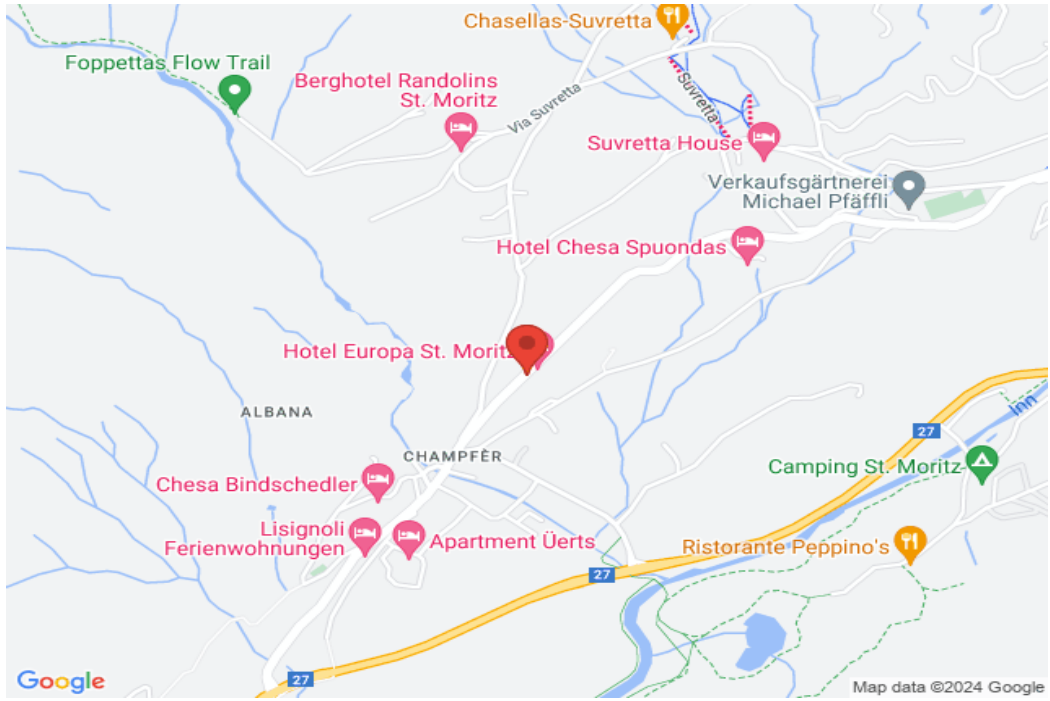 Chasellas-Suvretta
Foppettas Flow Trail
Berghotel Randolins
St. Moritz
Via Suvretta
Suvretta
Suvretta House
Verkaufsgärtnerei
Michael Pfäffli
Hotel Chesa Spuondas
Hotel Europa St. Moritz
ALBANA
Inn
27
CHAMPFÈR
Camping St. Moritz
Chesa Bindschedler
Lisignoli
Ferienwohnungen
Apartment Üerts
Ristorante Peppino's
27
27
Google
Map data ©2024 Google